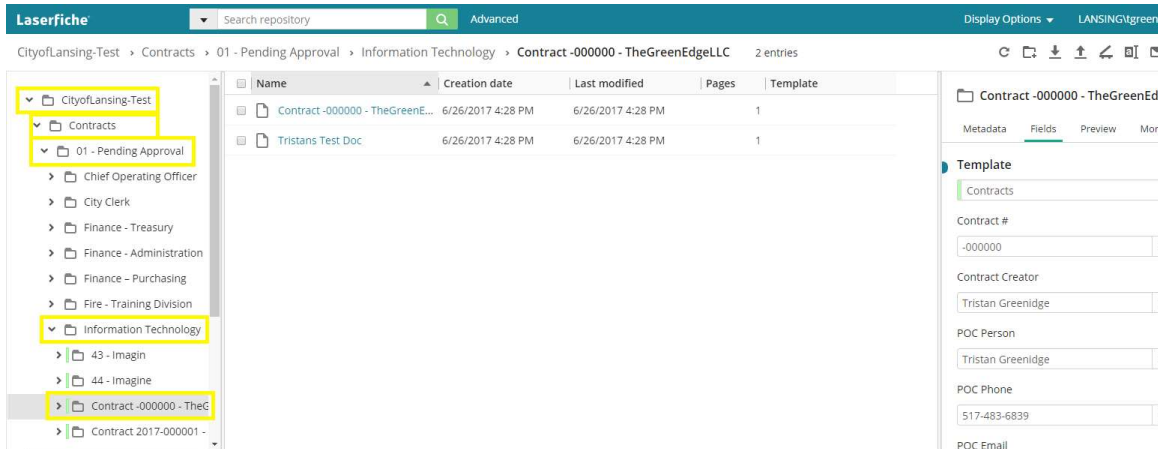 Laserfiche Search repository Advanced Display Options LANSING\tgreen
CityofLansing-Test › Contracts › 01 - Pending Approval › Information Technology › Contract -000000 - TheGreenEdgeLLC 2 entries
CityofLansing-Test
Contracts
01 - Pending Approval
Chief Operating Officer
City Clerk
Finance - Treasury
Finance - Administration
Finance – Purchasing
Fire - Training Division
Information Technology
43 - Imagin
44 - Imagine
Contract -000000 - TheG
Contract 2017-000001 -
Name Creation date Last modified Pages Template
Contract -000000 - TheGreenE... 6/26/2017 4:28 PM 6/26/2017 4:28 PM 1
Tristans Test Doc 6/26/2017 4:28 PM 6/26/2017 4:28 PM 1
Contract -000000 - TheGreenEd
Metadata Fields Preview Mor
Template
Contracts
Contract #
-000000
Contract Creator
Tristan Greenidge
POC Person
Tristan Greenidge
POC Phone
517-483-6839
POC Email